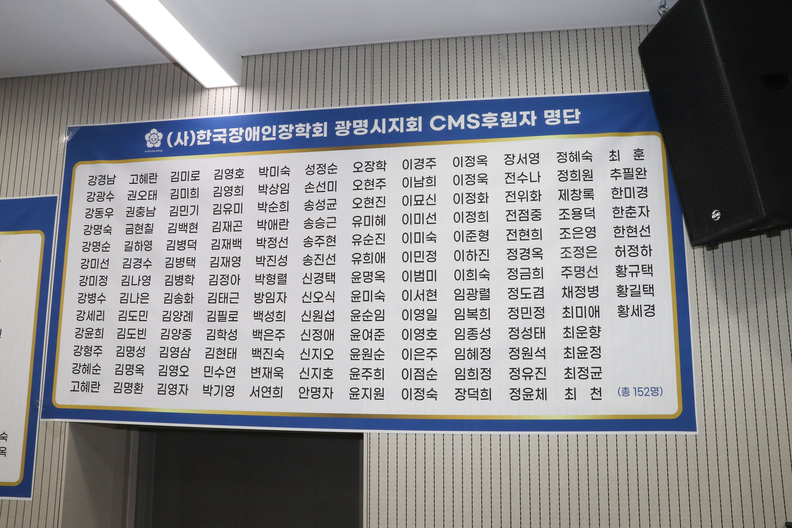 (사)한국장애인장학회 광명시지회 CMS후원자 명단
강경남 고혜란 김미로 김영호 박미숙 성정순 오장학 이경주 이정옥 장서영 정혜숙 최 훈
강광수 권오태 김미희 김영희 박상임 손선미 오현주 이남희 이정욱 전수나 정희원 추필완
강동우 권충남 김민기 김유미 박순희 송성균 오현진 이묘신 이정화 전위화 제창록 한미경
강명숙 금현칠 김백현 김재곤 박애란 송승근 유미혜 이미선 이정희 전점중 조용덕 한춘자
강명순 길하영 김병덕 김재백 박정선 송주현 유순진 이미숙 이준형 전현희 조은영 한현선
강미선 김경수 김병택 김재영 박진성 송진선 유희애 이민정 이하진 정경옥 조정은 허정하
강미정 김나영 김병학 김정아 박형렬 신경택 윤명옥 이범미 이희숙 정금희 주명선 황규택
강병수 김나은 김송화 김태근 방임자 신오식 윤미숙 이서현 임광렬 정도겸 채정병 황길택
강세리 김도민 김양례 김필로 백성희 신원섭 윤순임 이영일 임복희 정민정 최미애 황세경
강윤희 김도빈 김양중 김학성 백은주 신정애 윤여준 이영호 임종성 정성태 최운향
강형주 김명성 김영삼 김현태 백진숙 신지오 윤원순 이은주 임혜정 정원석 최윤정
강혜순 김명옥 김영오 민수연 변재욱 신지호 윤주희 이점순 임희정 정유진 최정균
고혜란 김명환 김영자 박기영 서연희 안명자 윤지원 이정숙 장덕희 정윤체 최 천 (총 152명)
숙
옥